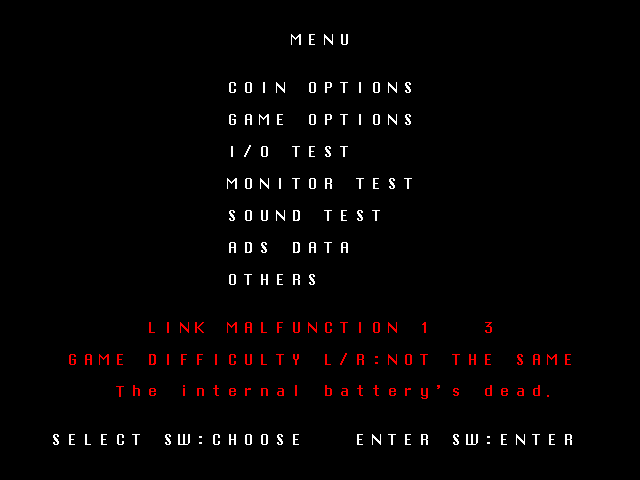 MENU
COIN OPTIONS
GAME OPTIONS
I/O TEST
MONITOR TEST
SOUND TEST
ADS DATA
OTHERS
LINK MALFUNCTION 1 3
GAME DIFFICULTY L/R:NOT THE SAME
The internal battery's dead.
SELECT SW:CHOOSE ENTER SW:ENTER